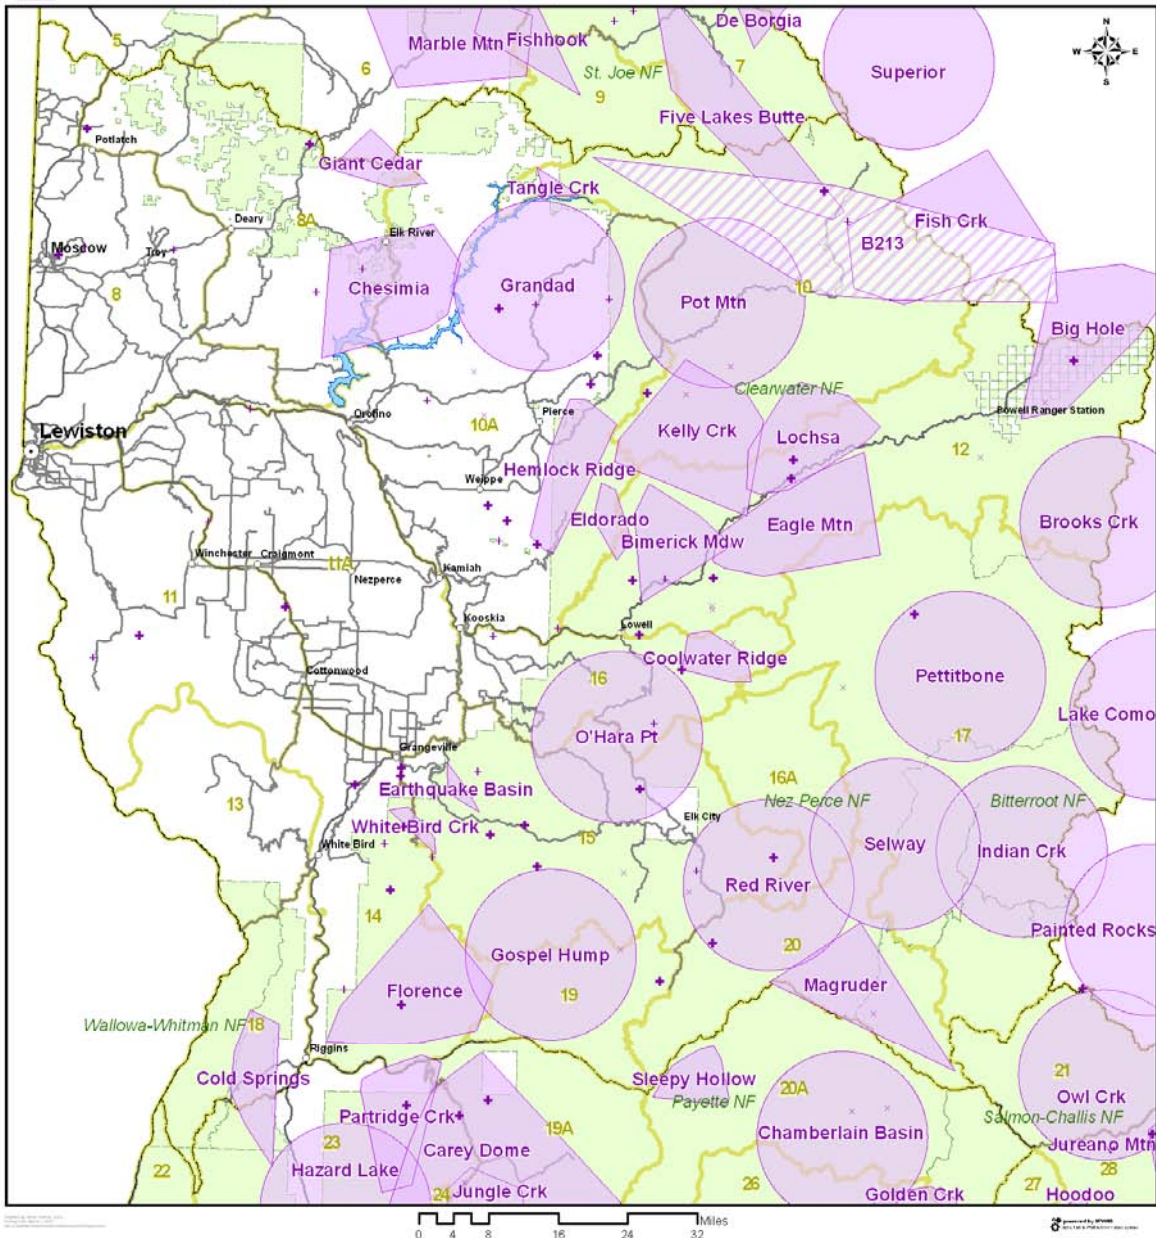 De Borgia
5
Marble Mtn
Fishhook
N
W
E
S
6
St. Joe NF
7
Superior
9
Five Lakes Butte
Potlatch
Giant Cedar
Tangle Crk
8A
Deary
Elk River
Fish Crk
B213
Moscow
Troy
8
Chesimia
Grandad
Pot Mtn
10
Big Hole
Clearwater NF
Orofino
10A
Pierce
Powell Ranger Station
Lewiston
Kelly Crk
Lochsa
12
Hemlock Ridge
Weippe
Eldorado
Eagle Mtn
Brooks Crk
Bimerick Mdw
Winchester
Craigmont
11A
Nezperce
Kamiah
11
Kooskia
Lowell
Coolwater Ridge
Cottonwood
16
Pettitbone
Lake Como
O'Hara Pt
17
Grangeville
16A
Earthquake Basin
13
Nez Perce NF
Bitterroot NF
Elk City
White Bird Crk
White Bird
15
Selway
Indian Crk
Red River
14
Painted Rocks
20
Gospel Hump
Florence
19
Magruder
Wallowa-Whitman NF
18
Riggins
Cold Springs
Sleepy Hollow
20A
21
Payette NF
Owl Crk
Partridge Crk
Salmon-Challis NF
19A
Chamberlain Basin
23
Carey Dome
Jureano Mtn
22
Hazard Lake
28
24
Jungle Crk
26
Golden Crk
27
Hoodoo
Miles
0 4 8 16 24 32